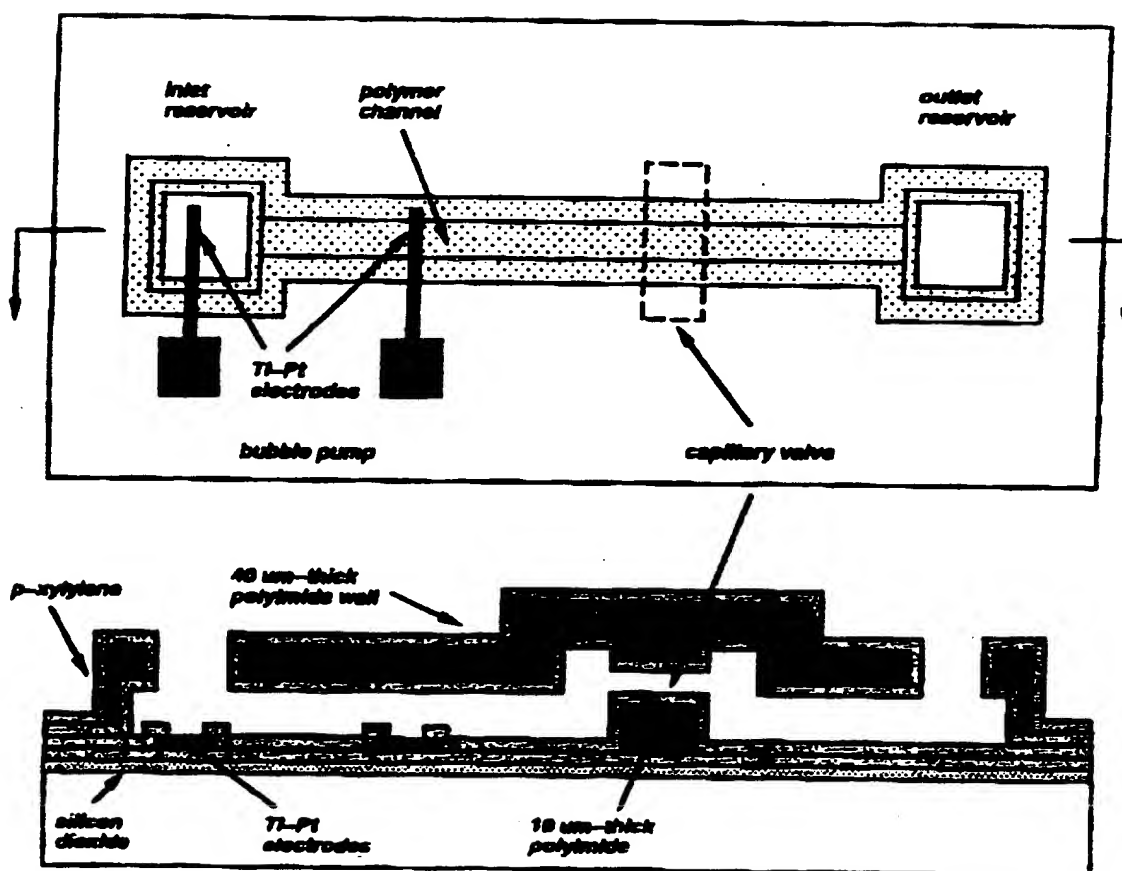 inlet
reservoir
polymer
channel
outlet
reservoir
Ti-Pt
electrodes
bubble pump
capillary valve
p-xylylene
40 um-thick
polyimide wall
silicon
dioxide
Ti-Pt
electrodes
10 um-thick
polyimide